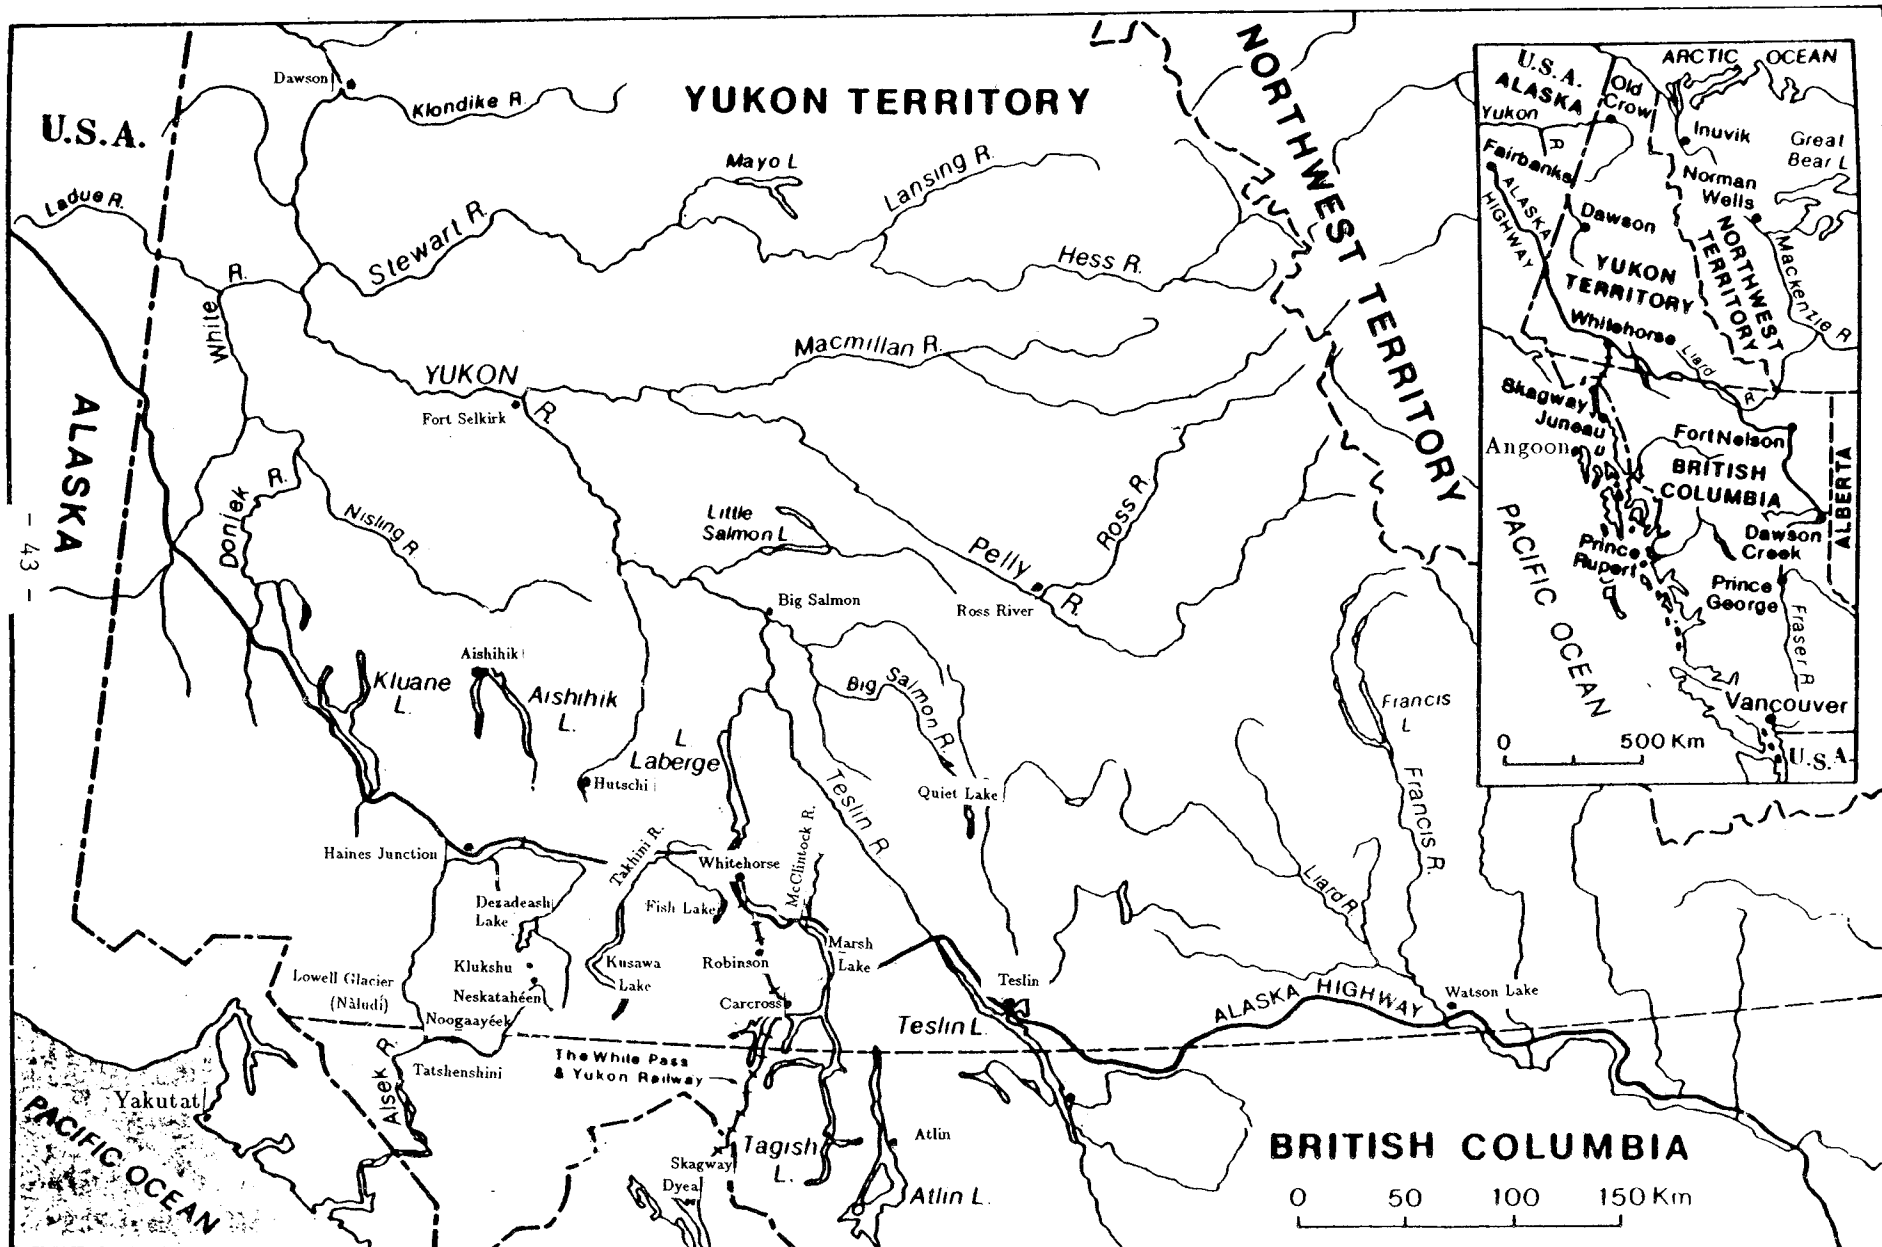 Dawson
Klondike R.
YUKON TERRITORY
U.S.A.
Mayo L
Lansing R.
Ladue R.
Stewart R.
Hess R.
NORTHWEST TERRITORY
White R.
Macmillan R.
YUKON R.
Fort Selkirk
ALASKA
Donjek R.
Nisling R.
Little
Salmon L.
Pelly R.
Ross R.
- 43 -
Big Salmon
Ross River
Aishihik
Kluane
L.
Aishihik
L.
Big Salmon R.
Francis
L
L.
Laberge
Hutschi
Teslin R.
Quiet Lake
Francis R.
Haines Junction
Takhini R.
Whitehorse
McClintock R.
Liard R.
Dezadeash
Lake
Fish Lake
Marsh
Lake
Klukshu
Kusawa
Lake
Robinson
Lowell Glacier
(Nàludí)
Neskatahéen
Carcross
Teslin
Watson Lake
Noogaayéek
Teslin L.
ALASKA HIGHWAY
The White Pass
& Yukon Railway
Alsek R.
Tatshenshini
Yakutat
PACIFIC OCEAN
Tagish
L.
Atlin
Skagway
Dyea
Atlin L.
BRITISH COLUMBIA
0 50 100 150 Km
U.S.A.
ALASKA
Old
Crow
ARCTIC OCEAN
Yukon
R
Inuvik
Great
Bear L
Fairbanks
Norman
Wells
ALASKA
HIGHWAY
Dawson
YUKON
TERRITORY
NORTHWEST
TERRITORY
Mackenzie R
Whitehorse
Liard
R
Skagway
Juneau
Angoon
Fort Nelson
BRITISH
COLUMBIA
ALBERTA
Dawson
Creek
Prince
Rupert
Prince
George
PACIFIC OCEAN
Fraser R
Vancouver
0 500 Km
U.S.A.